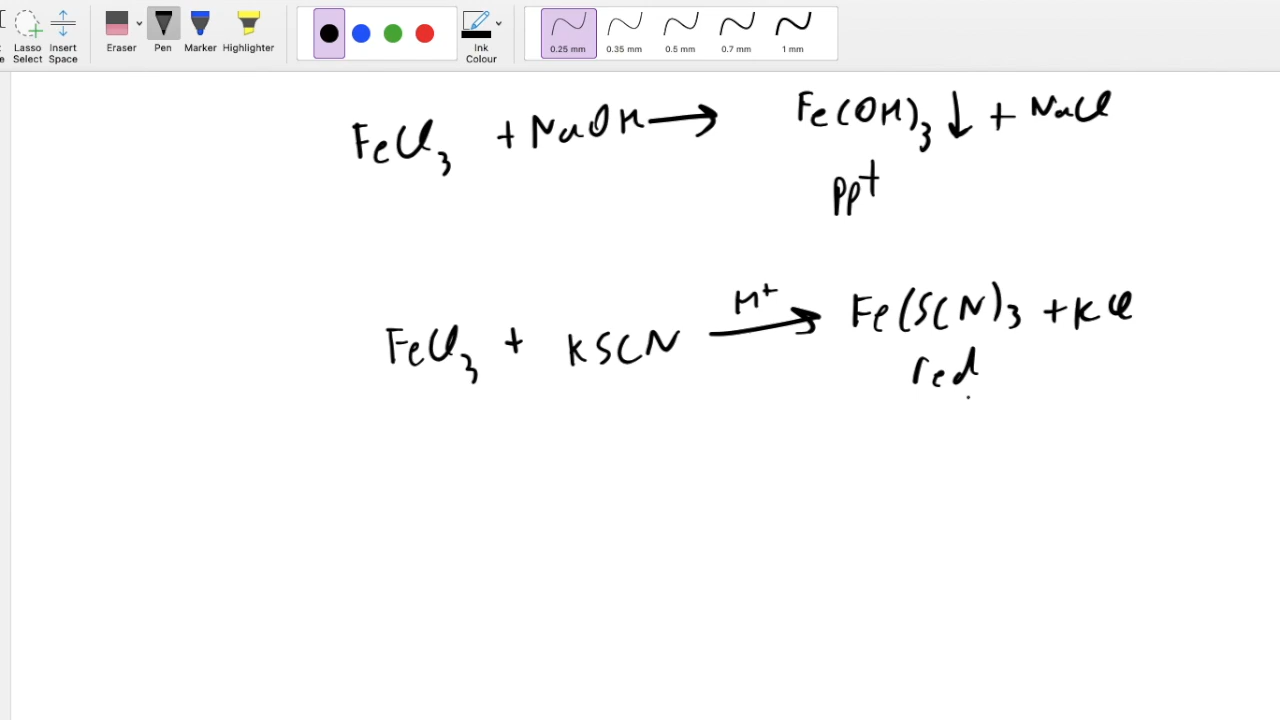 Eraser Pen Marker Highlighter
Lasso Select
Insert Space
Ink Colour
0.25 mm 0.35 mm 0.5 mm 0.7 mm 1 mm
FeCl₃ + NaOH → Fe(OH)₃ ↓ + NaCl
ppt
H⁺
FeCl₃ + KSCN → Fe(SCN)₃ + KCl
red